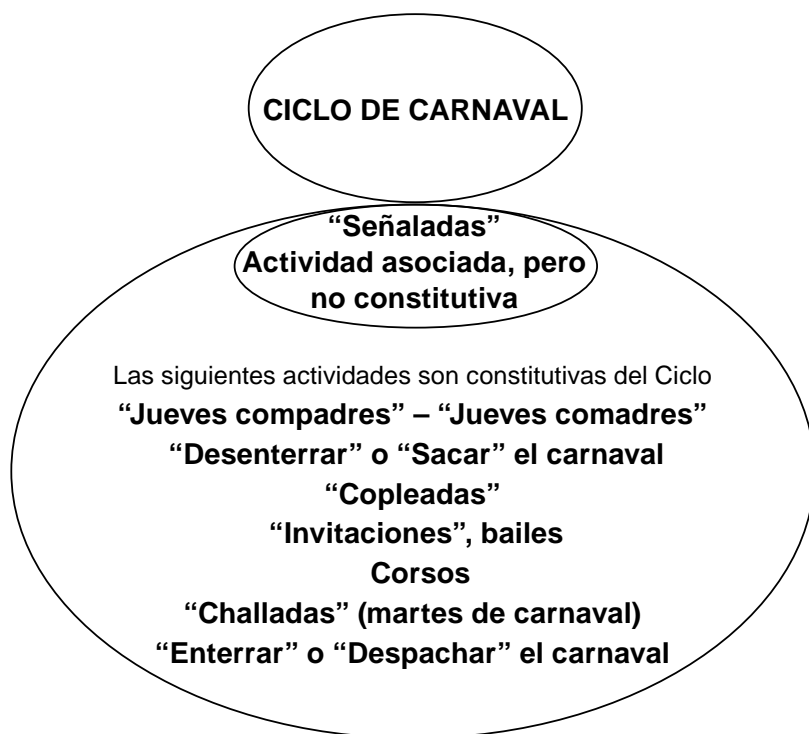 CICLO DE CARNAVAL
“Señaladas”
Actividad asociada, pero
no constitutiva
Las siguientes actividades son constitutivas del Ciclo
“Jueves compadres” – “Jueves comadres”
“Desenterrar” o “Sacar” el carnaval
“Copleadas”
“Invitaciones”, bailes
Corsos
“Challadas” (martes de carnaval)
“Enterrar” o “Despachar” el carnaval